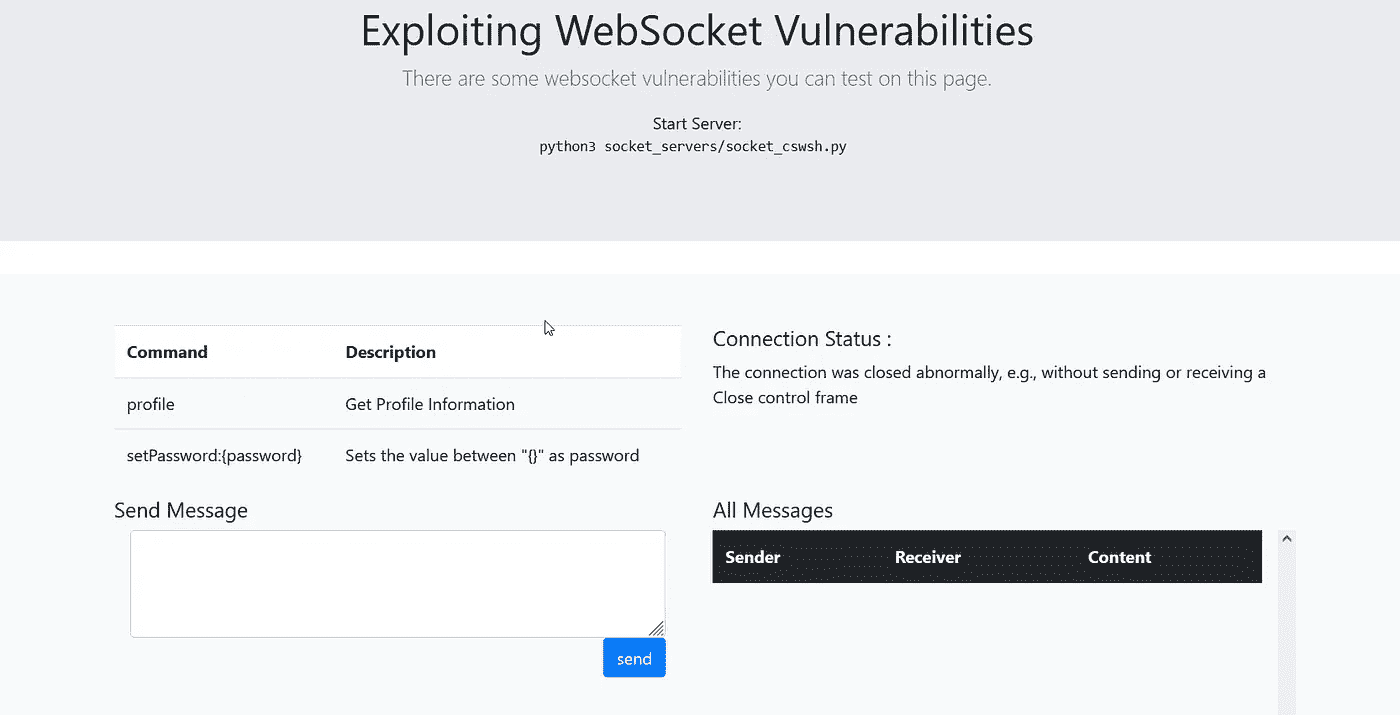 Exploiting WebSocket Vulnerabilities
There are some websocket vulnerabilities you can test on this page.
Start Server:
python3 socket_servers/socket_cswsh.py
Command Description
profile Get Profile Information
setPassword:{password} Sets the value between "{}" as password
Connection Status :
The connection was closed abnormally, e.g., without sending or receiving a
Close control frame
Send Message
send
All Messages
Sender Receiver Content